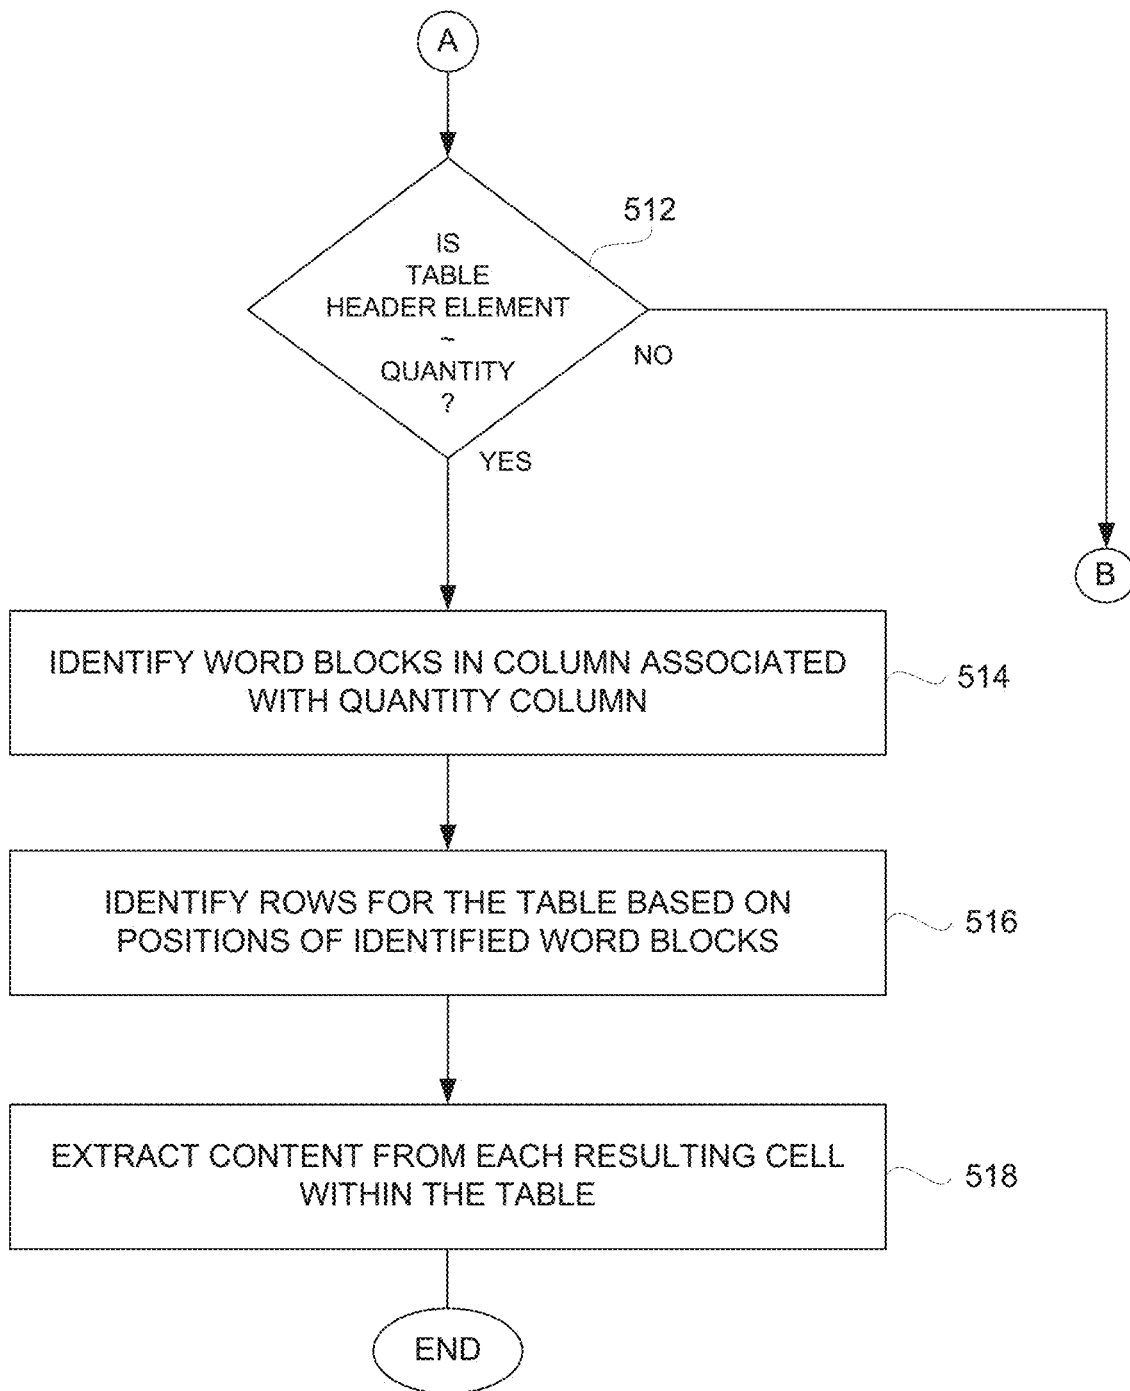 A
512
IS
TABLE
HEADER ELEMENT
~
QUANTITY
?
NO
YES
B
IDENTIFY WORD BLOCKS IN COLUMN ASSOCIATED
WITH QUANTITY COLUMN
514
IDENTIFY ROWS FOR THE TABLE BASED ON
POSITIONS OF IDENTIFIED WORD BLOCKS
516
EXTRACT CONTENT FROM EACH RESULTING CELL
WITHIN THE TABLE
518
END